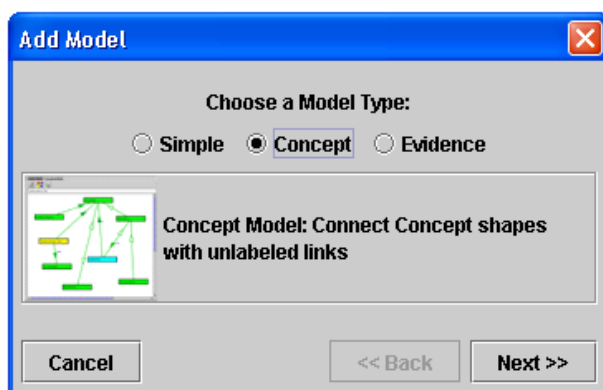 Add Model
Choose a Model Type:
Simple Concept Evidence
Concept Model: Connect Concept shapes
with unlabeled links
Cancel << Back Next >>